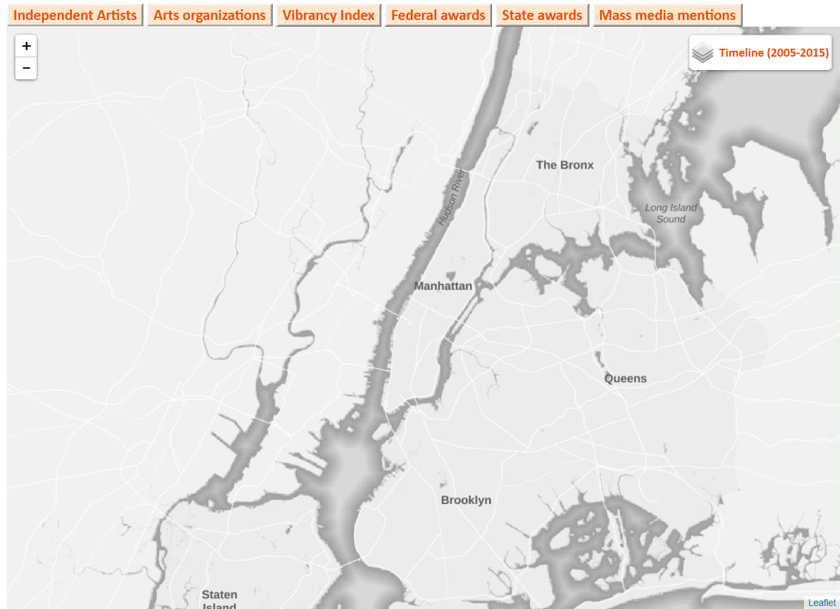 Independent Artists
Arts organizations
Vibrancy Index
Federal awards
State awards
Mass media mentions
+
−
Timeline (2005-2015)
The Bronx
Hudson River
Long Island
Sound
Manhattan
Queens
Brooklyn
Staten
Island
Leaflet